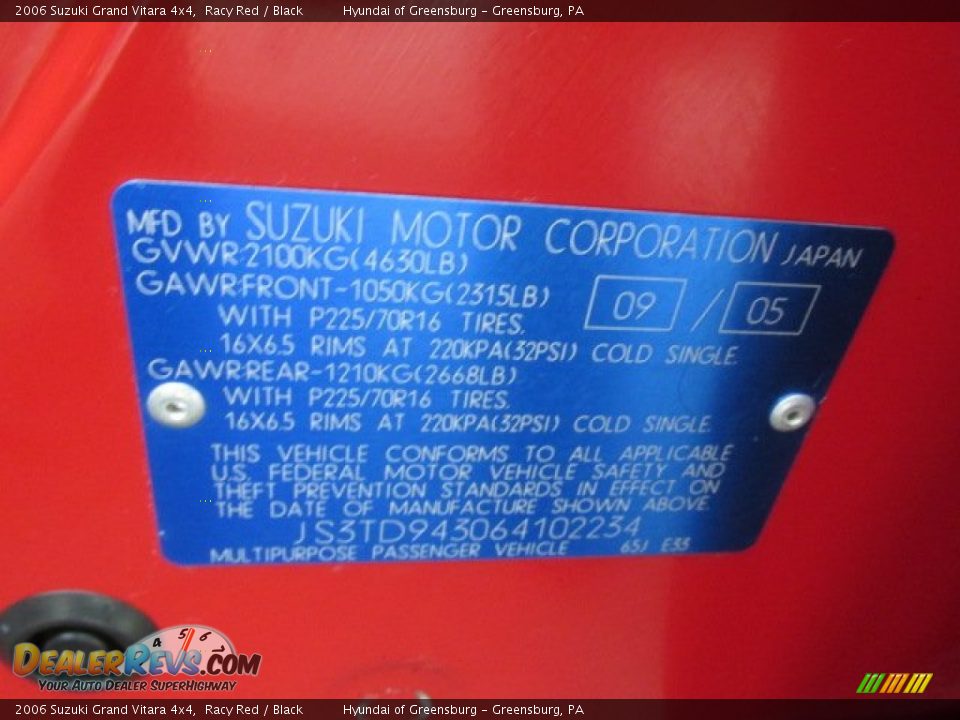 2006 Suzuki Grand Vitara 4x4, Racy Red / Black Hyundai of Greensburg - Greensburg, PA
MFD BY SUZUKI MOTOR CORPORATION JAPAN
GVWR:2100KG(4630LB)
GAWR:FRONT-1050KG(2315LB)
09 / 05
WITH P225/70R16 TIRES,
16X6.5 RIMS AT 220KPA(32PSI) COLD SINGLE.
GAWR:REAR-1210KG(2668LB)
WITH P225/70R16 TIRES,
16X6.5 RIMS AT 220KPA(32PSI) COLD SINGLE.
THIS VEHICLE CONFORMS TO ALL APPLICABLE
U.S. FEDERAL MOTOR VEHICLE SAFETY AND
THEFT PREVENTION STANDARDS IN EFFECT ON
THE DATE OF MANUFACTURE SHOWN ABOVE.
JS3TD943064102234
MULTIPURPOSE PASSENGER VEHICLE 65J E33
4 5 6
DEALERREVS.COM
YOUR AUTO DEALER SUPERHIGHWAY
2006 Suzuki Grand Vitara 4x4, Racy Red / Black Hyundai of Greensburg - Greensburg, PA